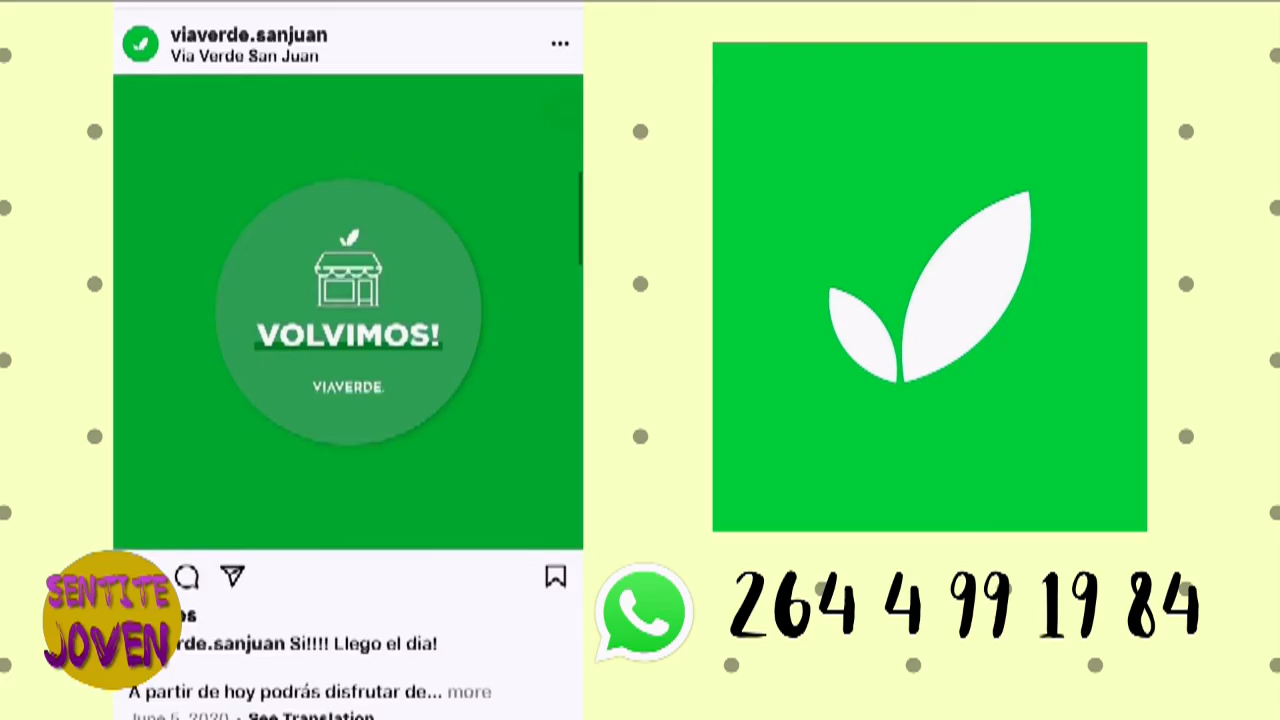 viaverde.sanjuan
Via Verde San Juan
VOLVIMOS!
VIAVERDE.
es
rde.sanjuan Si!!!! Llego el dia!
A partir de hoy podrás disfrutar de... more
June 5, 2020 · See Translation
SENTITE
JOVEN
264 4 99 19 84